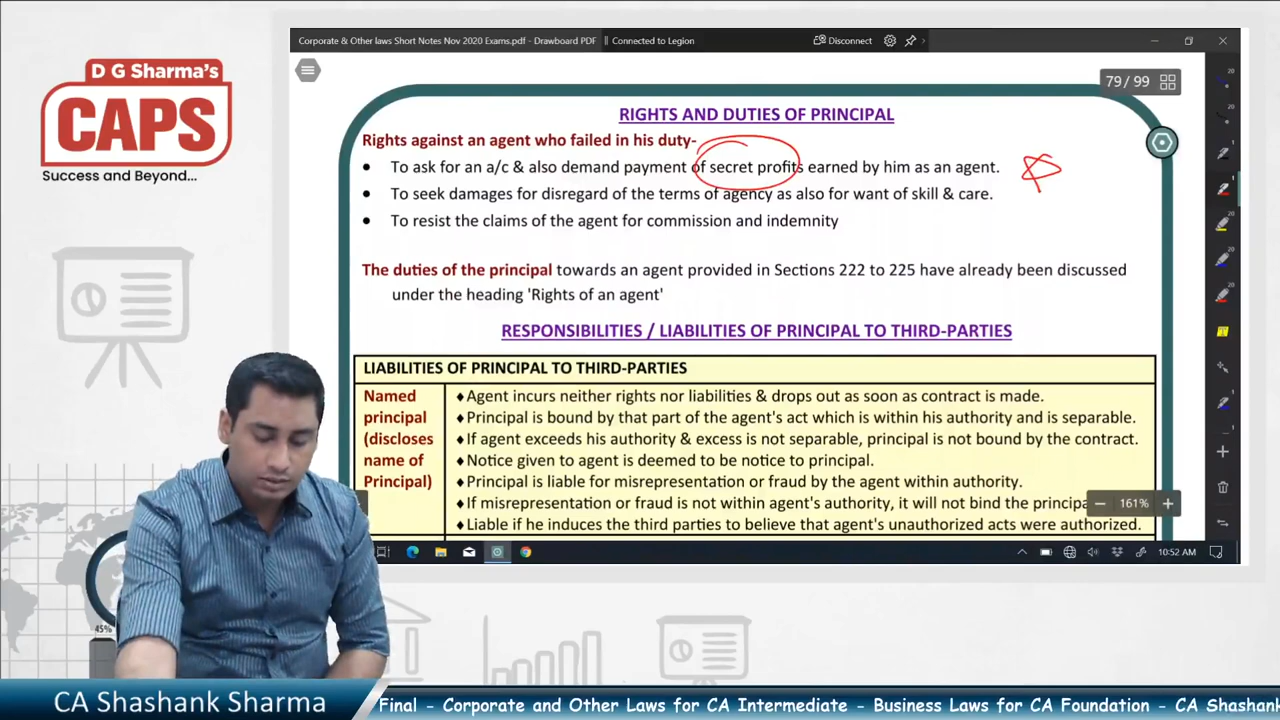 D G Sharma's
CAPS
Success and Beyond...
Corporate & Other laws Short Notes Nov 2020 Exams.pdf - Drawboard PDF
Connected to Legion
Disconnect
79 / 99
RIGHTS AND DUTIES OF PRINCIPAL
Rights against an agent who failed in his duty-
• To ask for an a/c & also demand payment of secret profits earned by him as an agent.
• To seek damages for disregard of the terms of agency as also for want of skill & care.
• To resist the claims of the agent for commission and indemnity
The duties of the principal towards an agent provided in Sections 222 to 225 have already been discussed
under the heading 'Rights of an agent'
RESPONSIBILITIES / LIABILITIES OF PRINCIPAL TO THIRD-PARTIES
LIABILITIES OF PRINCIPAL TO THIRD-PARTIES
Named
principal
(discloses
name of
Principal)
♦Agent incurs neither rights nor liabilities & drops out as soon as contract is made.
♦Principal is bound by that part of the agent's act which is within his authority and is separable.
♦If agent exceeds his authority & excess is not separable, principal is not bound by the contract.
♦Notice given to agent is deemed to be notice to principal.
♦Principal is liable for misrepresentation or fraud by the agent within authority.
♦If misrepresentation or fraud is not within agent's authority, it will not bind the principa
♦Liable if he induces the third parties to believe that agent's unauthorized acts were authorized.
161%
10:52 AM
45%
CA Shashank Sharma
Final - Corporate and Other Laws for CA Intermediate - Business Laws for CA Foundation - CA Shashank